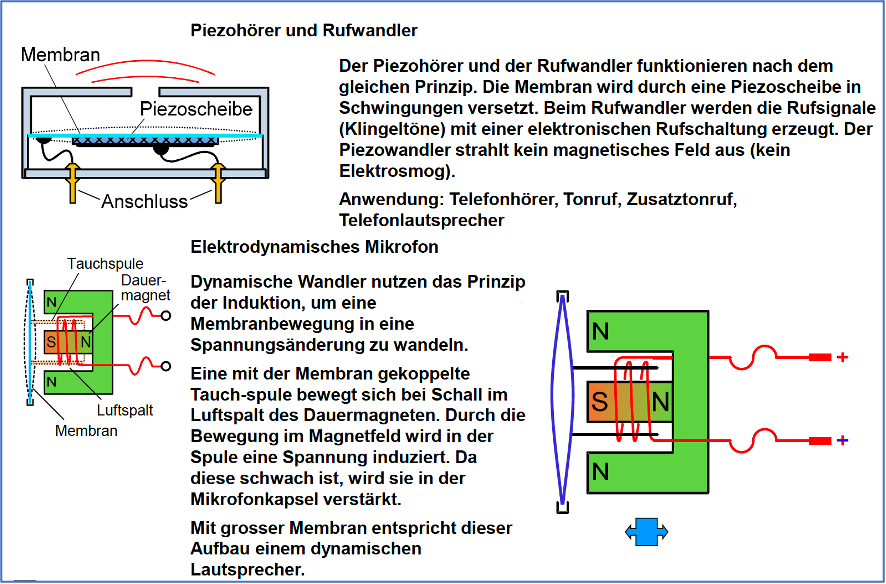 Piezohörer und Rufwandler
Membran
Piezoscheibe
Anschluss
Der Piezohörer und der Rufwandler funktionieren nach dem
gleichen Prinzip. Die Membran wird durch eine Piezoscheibe in
Schwingungen versetzt. Beim Rufwandler werden die Rufsignale
(Klingeltöne) mit einer elektronischen Rufschaltung erzeugt. Der
Piezowandler strahlt kein magnetisches Feld aus (kein
Elektrosmog).
Anwendung: Telefonhörer, Tonruf, Zusatztonruf,
Telefonlautsprecher
Elektrodynamisches Mikrofon
Tauchspule
Dauer-
magnet
N
S N
N
Luftspalt
Membran
Dynamische Wandler nutzen das Prinzip
der Induktion, um eine
Membranbewegung in eine
Spannungsänderung zu wandeln.
Eine mit der Membran gekoppelte
Tauch-spule bewegt sich bei Schall im
Luftspalt des Dauermagneten. Durch die
Bewegung im Magnetfeld wird in der
Spule eine Spannung induziert. Da
diese schwach ist, wird sie in der
Mikrofonkapsel verstärkt.
Mit grosser Membran entspricht dieser
Aufbau einem dynamischen
Lautsprecher.
N
+
S N
+
N